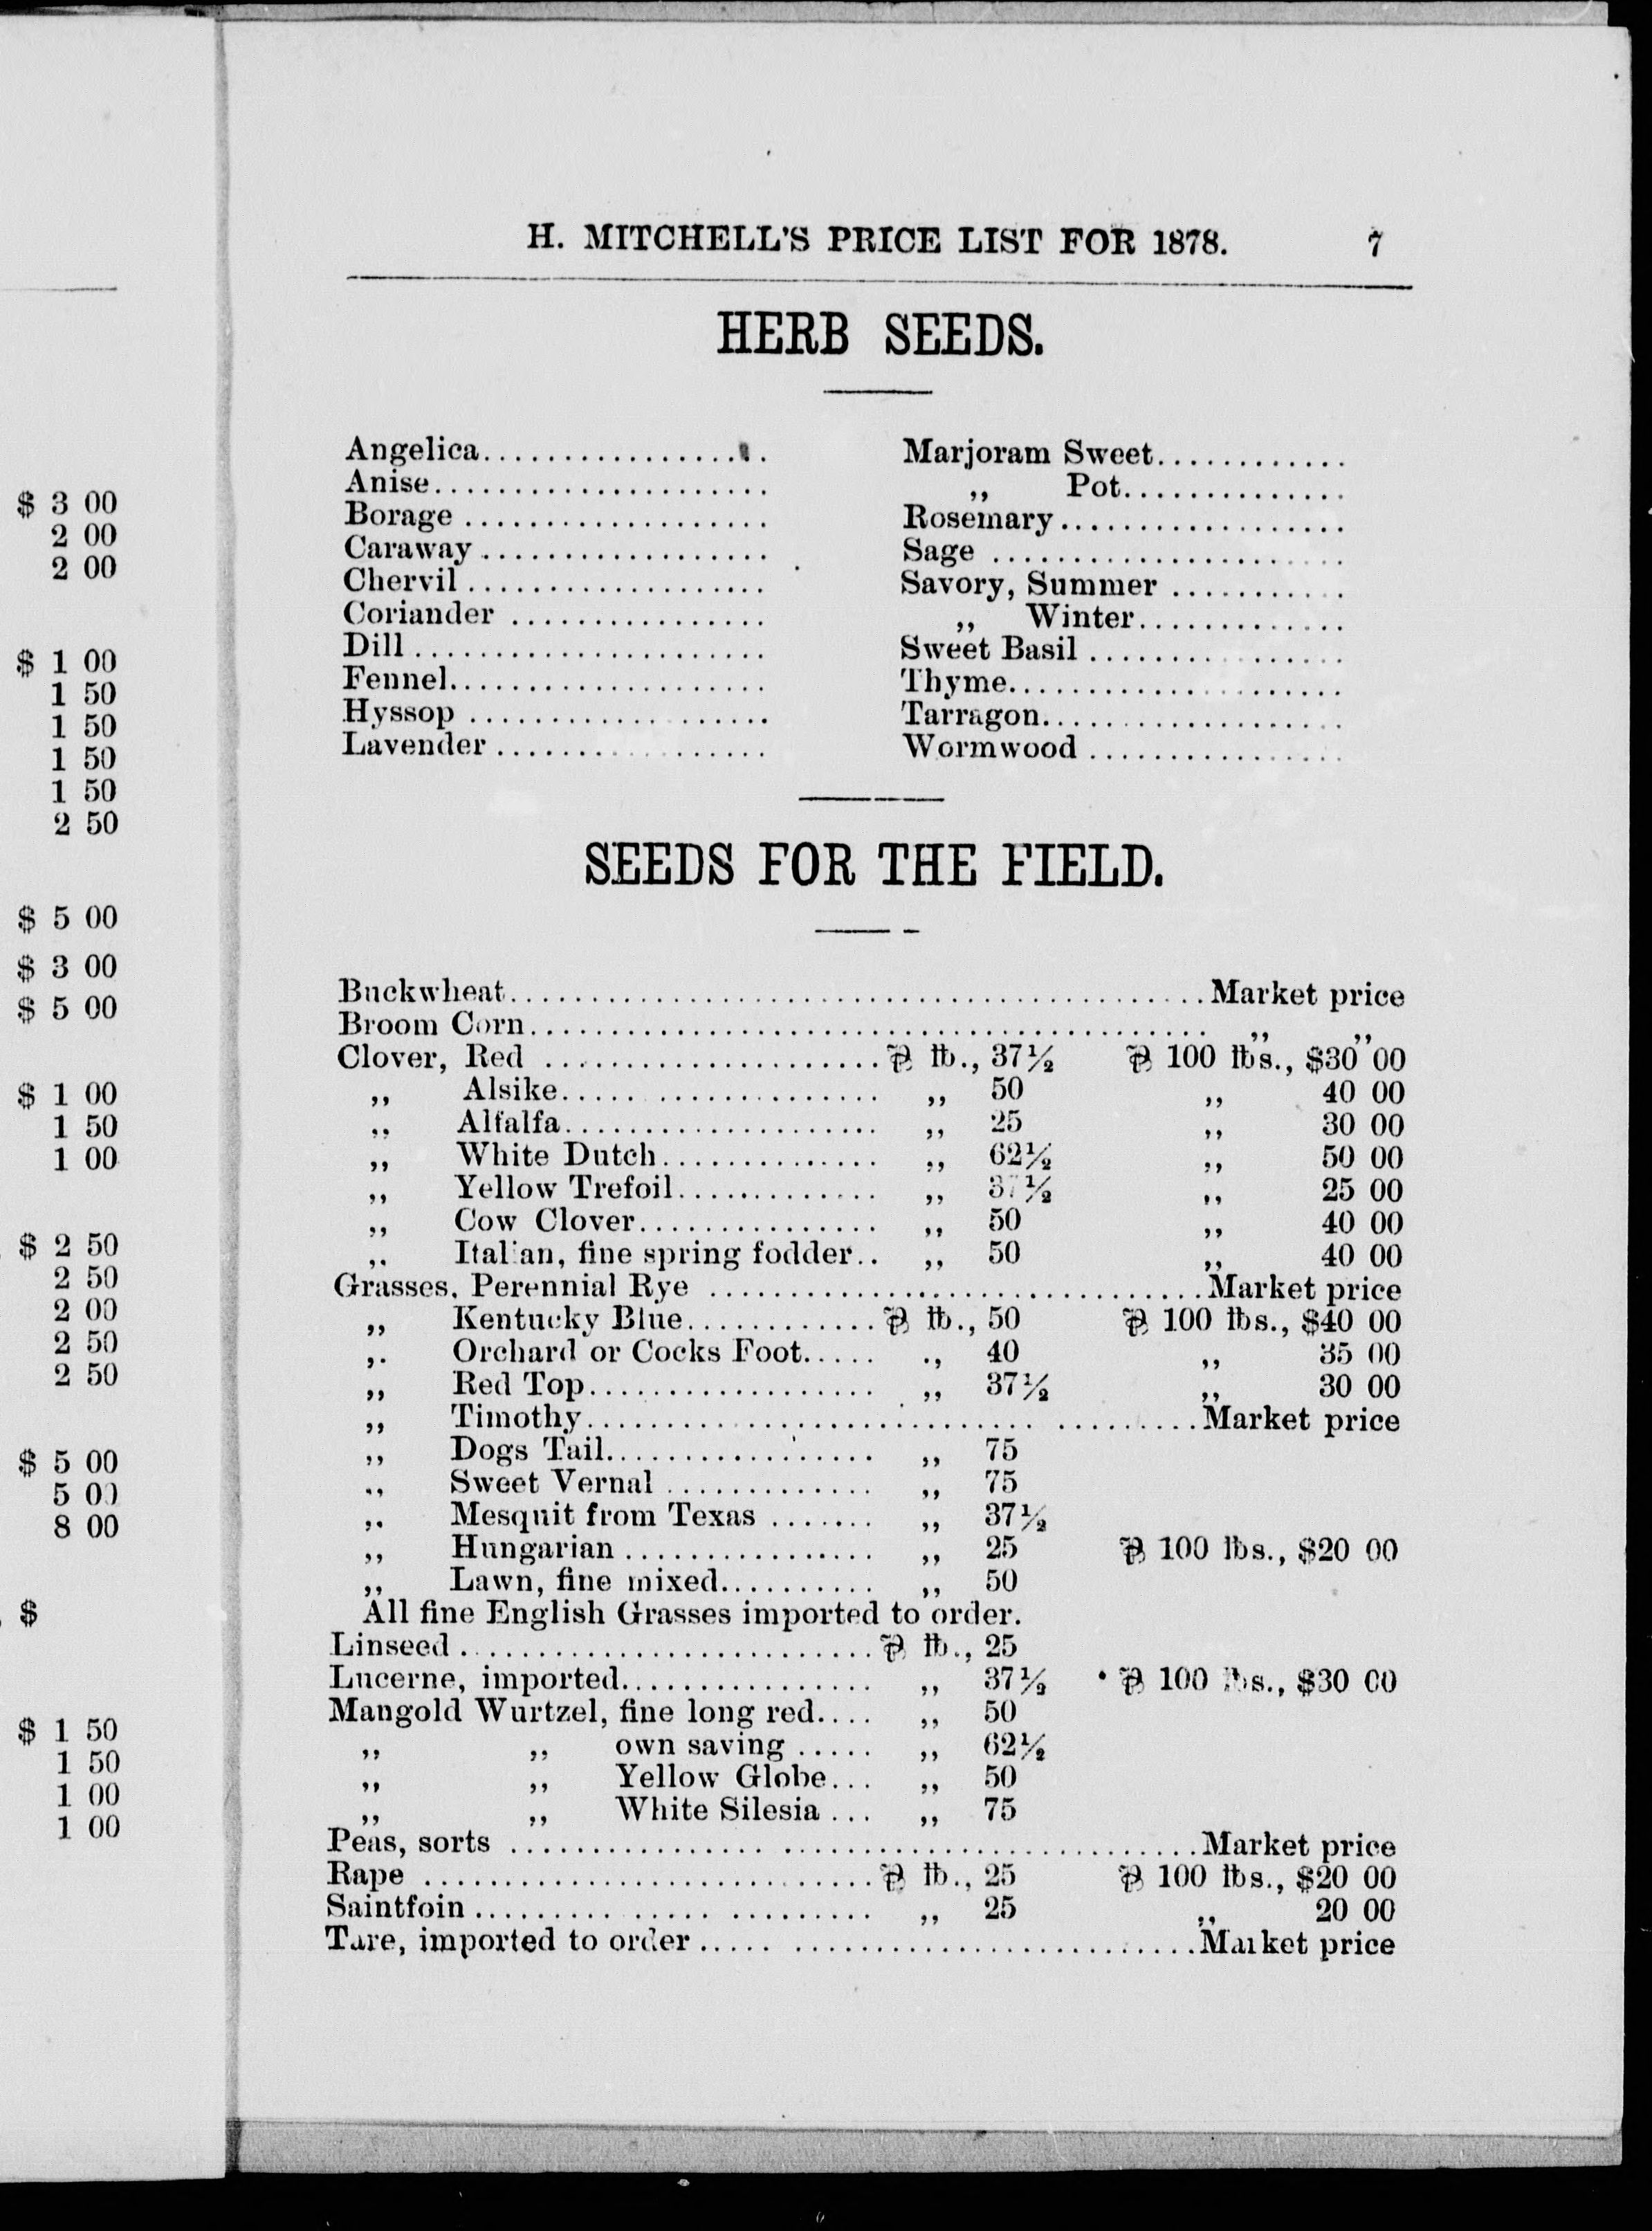 $ 3 00
2 00
2 00
$ 1 00
1 50
1 50
1 50
1 50
2 50
$ 5 00
$ 3 00
$ 5 00
$ 1 00
1 50
1 00
$ 2 50
2 50
2 00
2 50
2 50
$ 5 00
5 00
8 00
$
$ 1 50
1 50
1 00
1 00
H. MITCHELL'S PRICE LIST FOR 1878. 7
HERB SEEDS.
Angelica..................
Anise.....................
Borage ...................
Caraway ..................
Chervil ...................
Coriander ................
Dill ......................
Fennel....................
Hyssop ...................
Lavender .................
Marjoram Sweet............
,, Pot..............
Rosemary..................
Sage ......................
Savory, Summer ...........
,, Winter.............
Sweet Basil ................
Thyme.....................
Tarragon...................
Wormwood ................
SEEDS FOR THE FIELD.
Buckwheat............................................Market price
Broom Corn........................................... ,, ,,
Clover, Red .....................⅌ ℔., 37½ ⅌ 100 ℔s., $30 00
,, Alsike.................... ,, 50 ,, 40 00
,, Alfalfa.................... ,, 25 ,, 30 00
,, White Dutch.............. ,, 62½ ,, 50 00
,, Yellow Trefoil............. ,, 37½ ,, 25 00
,, Cow Clover............... ,, 50 ,, 40 00
,, Italian, fine spring fodder.. ,, 50 ,, 40 00
Grasses, Perennial Rye ...............................Market price
,, Kentucky Blue............⅌ ℔., 50 ⅌ 100 ℔s., $40 00
,, Orchard or Cocks Foot..... ,, 40 ,, 35 00
,, Red Top.................. ,, 37½ ,, 30 00
,, Timothy............................ .........Market price
,, Dogs Tail................. ,, 75
,, Sweet Vernal ............. ,, 75
,, Mesquit from Texas ....... ,, 37½
,, Hungarian ................ ,, 25 ⅌ 100 ℔s., $20 00
,, Lawn, fine mixed.......... ,, 50
All fine English Grasses imported to order.
Linseed ..........................⅌ ℔., 25
Lucerne, imported................ ,, 37½ ⅌ 100 ℔s., $30 00
Mangold Wurtzel, fine long red.... ,, 50
,, ,, own saving ..... ,, 62½
,, ,, Yellow Globe... ,, 50
,, ,, White Silesia ... ,, 75
Peas, sorts ............... ..........................Market price
Rape ............................⅌ ℔., 25 ⅌ 100 ℔s., $20 00
Saintfoin ............... ......... ,, 25 ,, 20 00
Tare, imported to order ..... .........................Market price